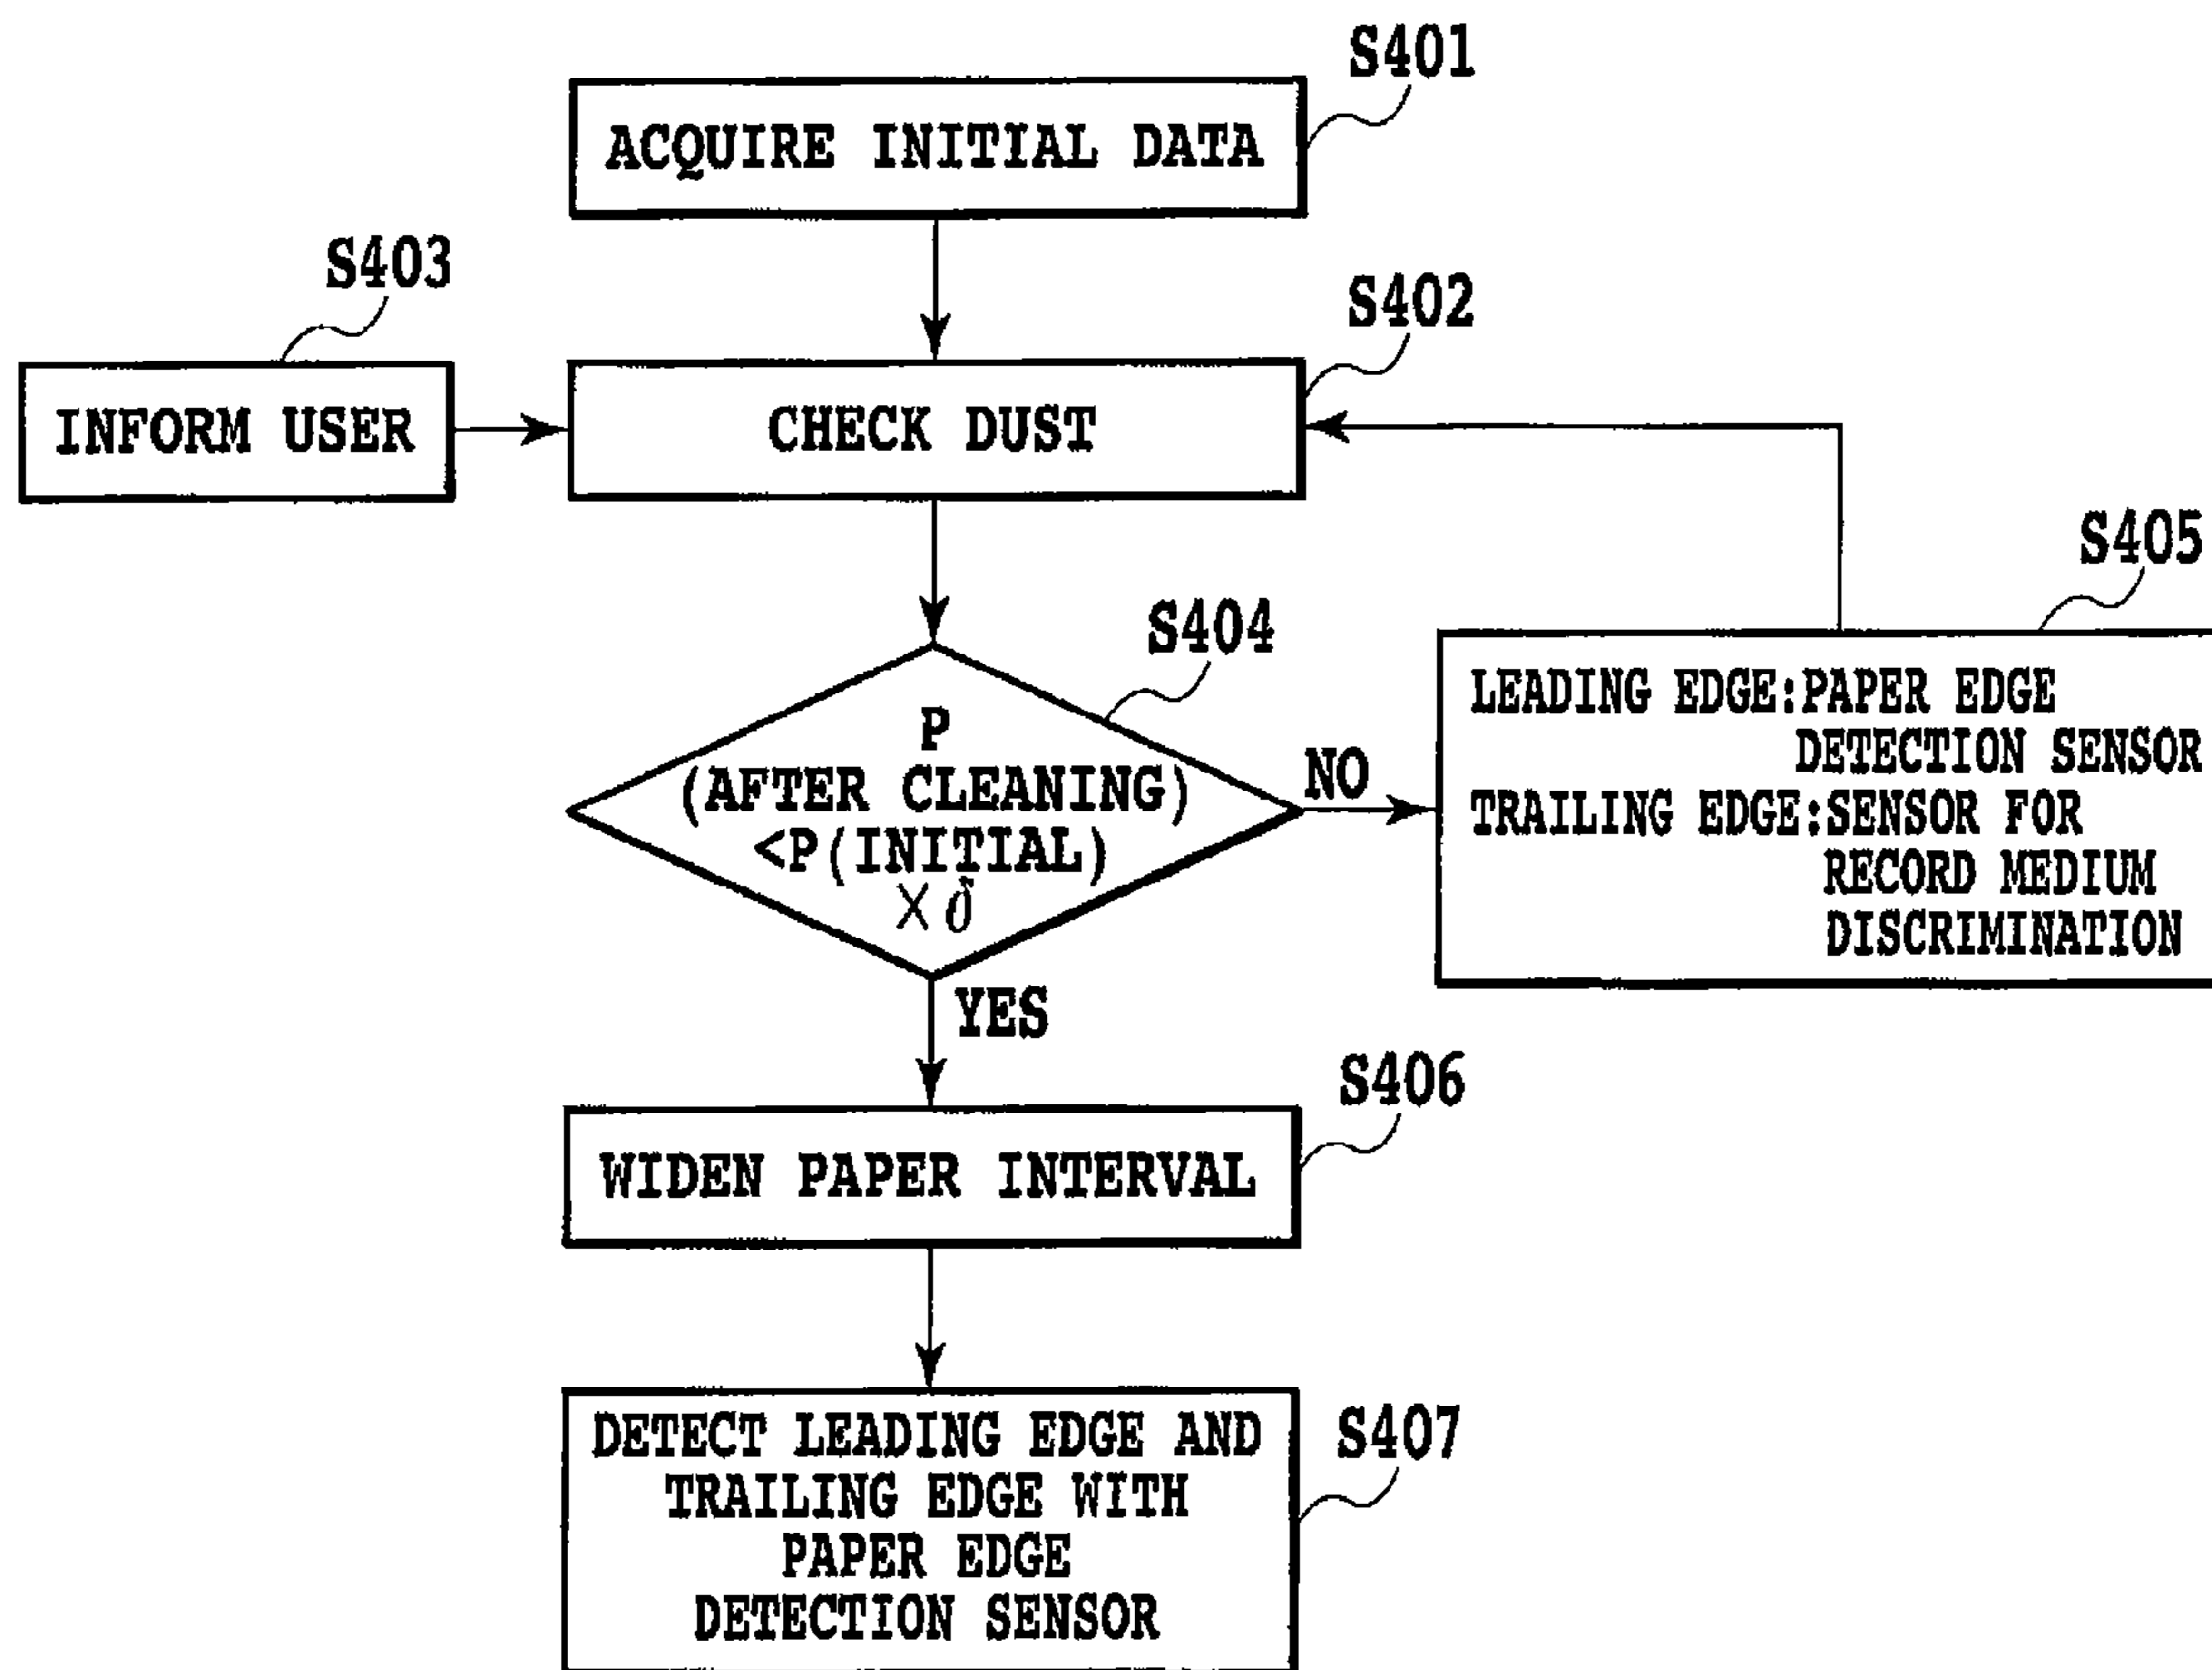 S401
ACQUIRE INITIAL DATA
S403
S402
INFORM USER
CHECK DUST
S404
P
(AFTER CLEANING)
<P(INITIAL)
×δ
NO
YES
S405
LEADING EDGE:PAPER EDGE
DETECTION SENSOR
TRAILING EDGE:SENSOR FOR
RECORD MEDIUM
DISCRIMINATION
S406
WIDEN PAPER INTERVAL
S407
DETECT LEADING EDGE AND
TRAILING EDGE WITH
PAPER EDGE
DETECTION SENSOR